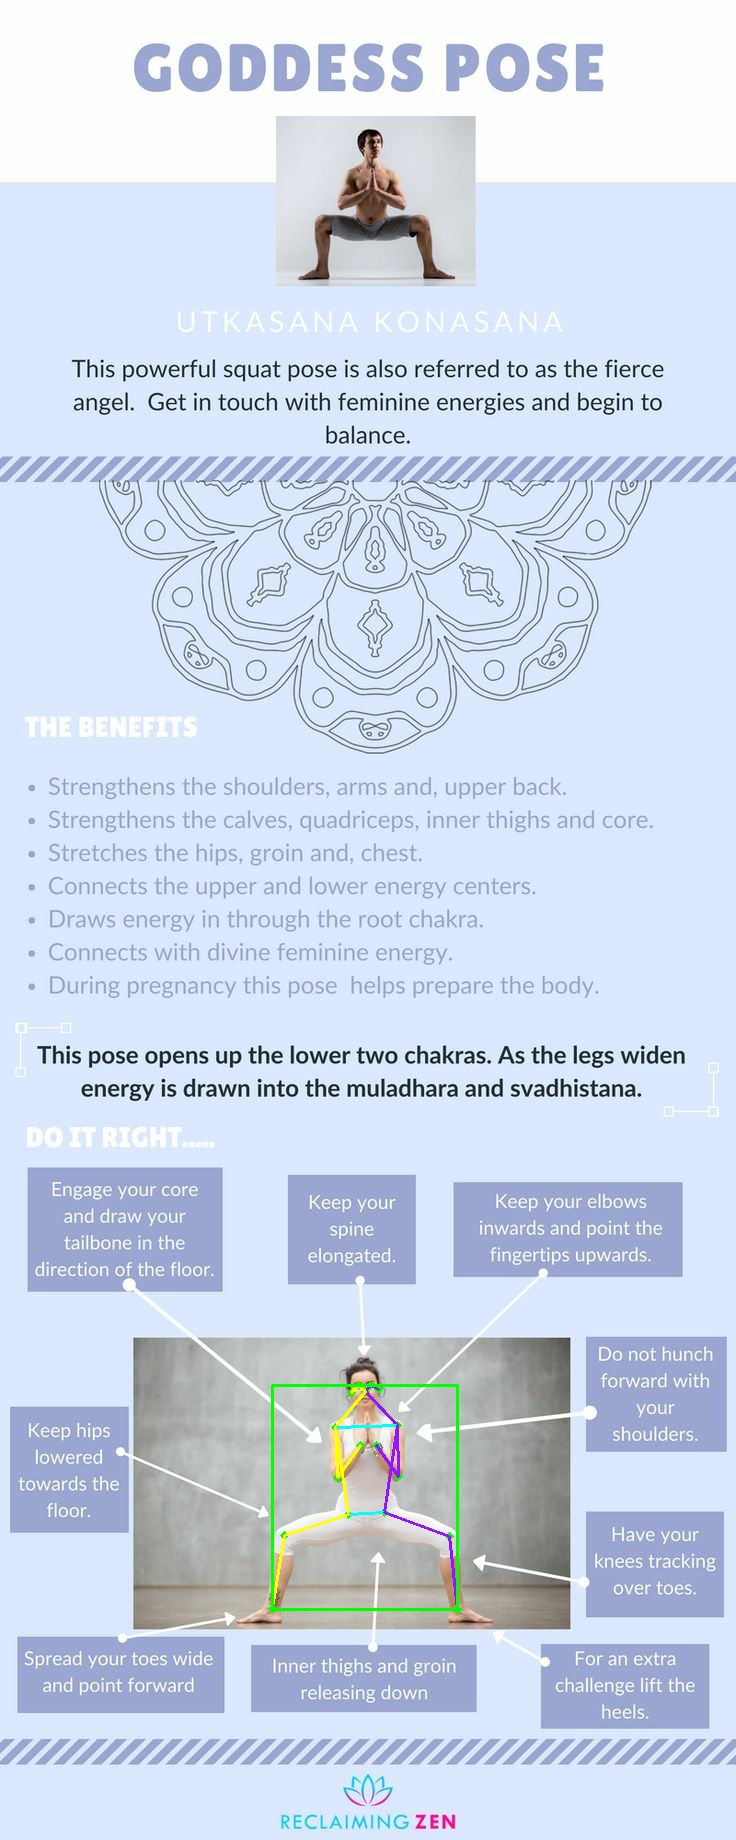 GODDESS POSE
UTKASANA KONASANA
This powerful squat pose is also referred to as the fierce
angel.  Get in touch with feminine energies and begin to
balance.
THE BENEFITS
• Strengthens the shoulders, arms and, upper back.
• Strengthens the calves, quadriceps, inner thighs and core.
• Stretches the hips, groin and, chest.
• Connects the upper and lower energy centers.
• Draws energy in through the root chakra.
• Connects with divine feminine energy.
• During pregnancy this pose  helps prepare the body.
This pose opens up the lower two chakras. As the legs widen
energy is drawn into the muladhara and svadhistana.
DO IT RIGHT.....
Engage your core
and draw your
tailbone in the
direction of the floor.
Keep your
spine
elongated.
Keep your elbows
inwards and point the
fingertips upwards.
Do not hunch
forward with
your
shoulders.
Keep hips
lowered
towards the
floor.
Have your
knees tracking
over toes.
Spread your toes wide
and point forward
Inner thighs and groin
releasing down
For an extra
challenge lift the
heels.
RECLAIMING ZEN